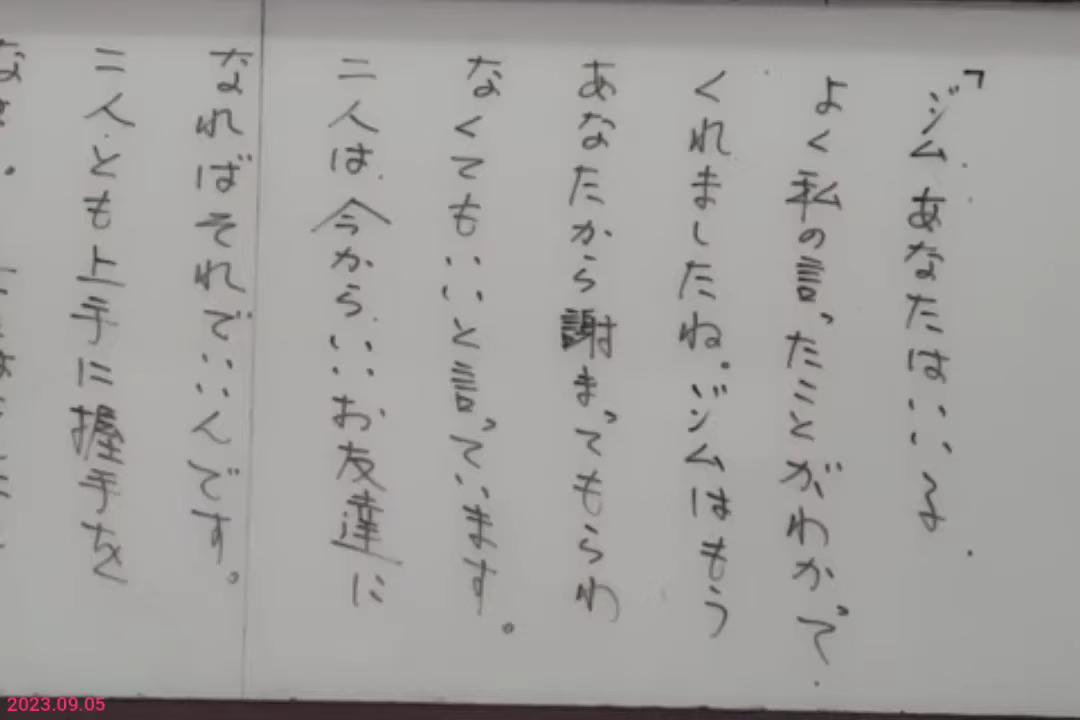 「ジム あなたはいい子
よく私の言ったことがわかって
くれましたね。ジムはもう
あなたから謝まってもらわ
なくてもいいと言っています。
二人は今からいいお友達に
なればそれでいいんです。
二人とも上手に握手を
2023.09.05